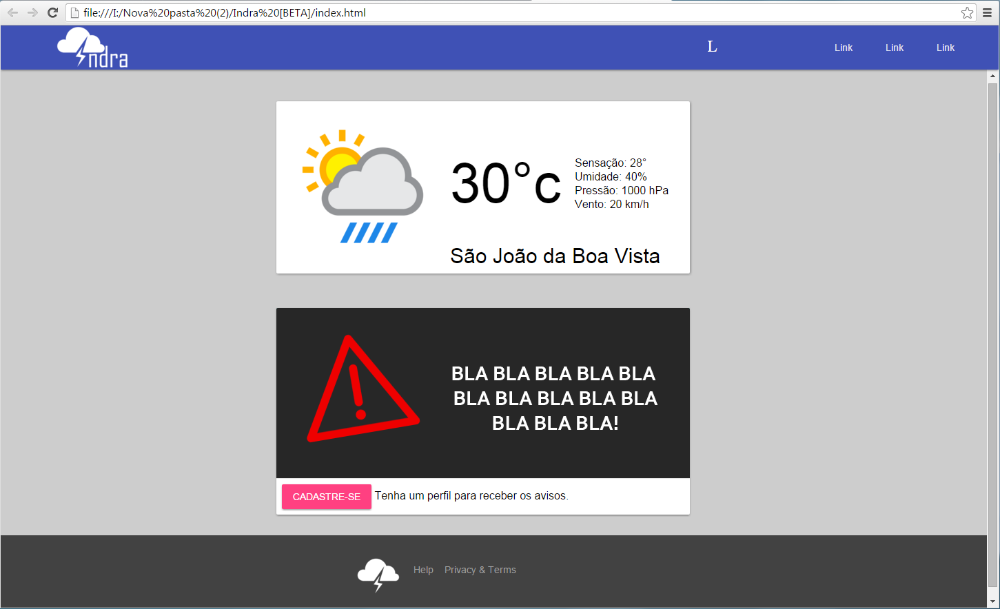 file:///I:/Nova%20pasta%20(2)/Indra%20[BETA]/index.html
ndra
L
Link Link Link
30°c
Sensação: 28°
Umidade: 40%
Pressão: 1000 hPa
Vento: 20 km/h
São João da Boa Vista
BLA BLA BLA BLA BLA
BLA BLA BLA BLA BLA
BLA BLA BLA!
CADASTRE-SE Tenha um perfil para receber os avisos.
Help Privacy & Terms